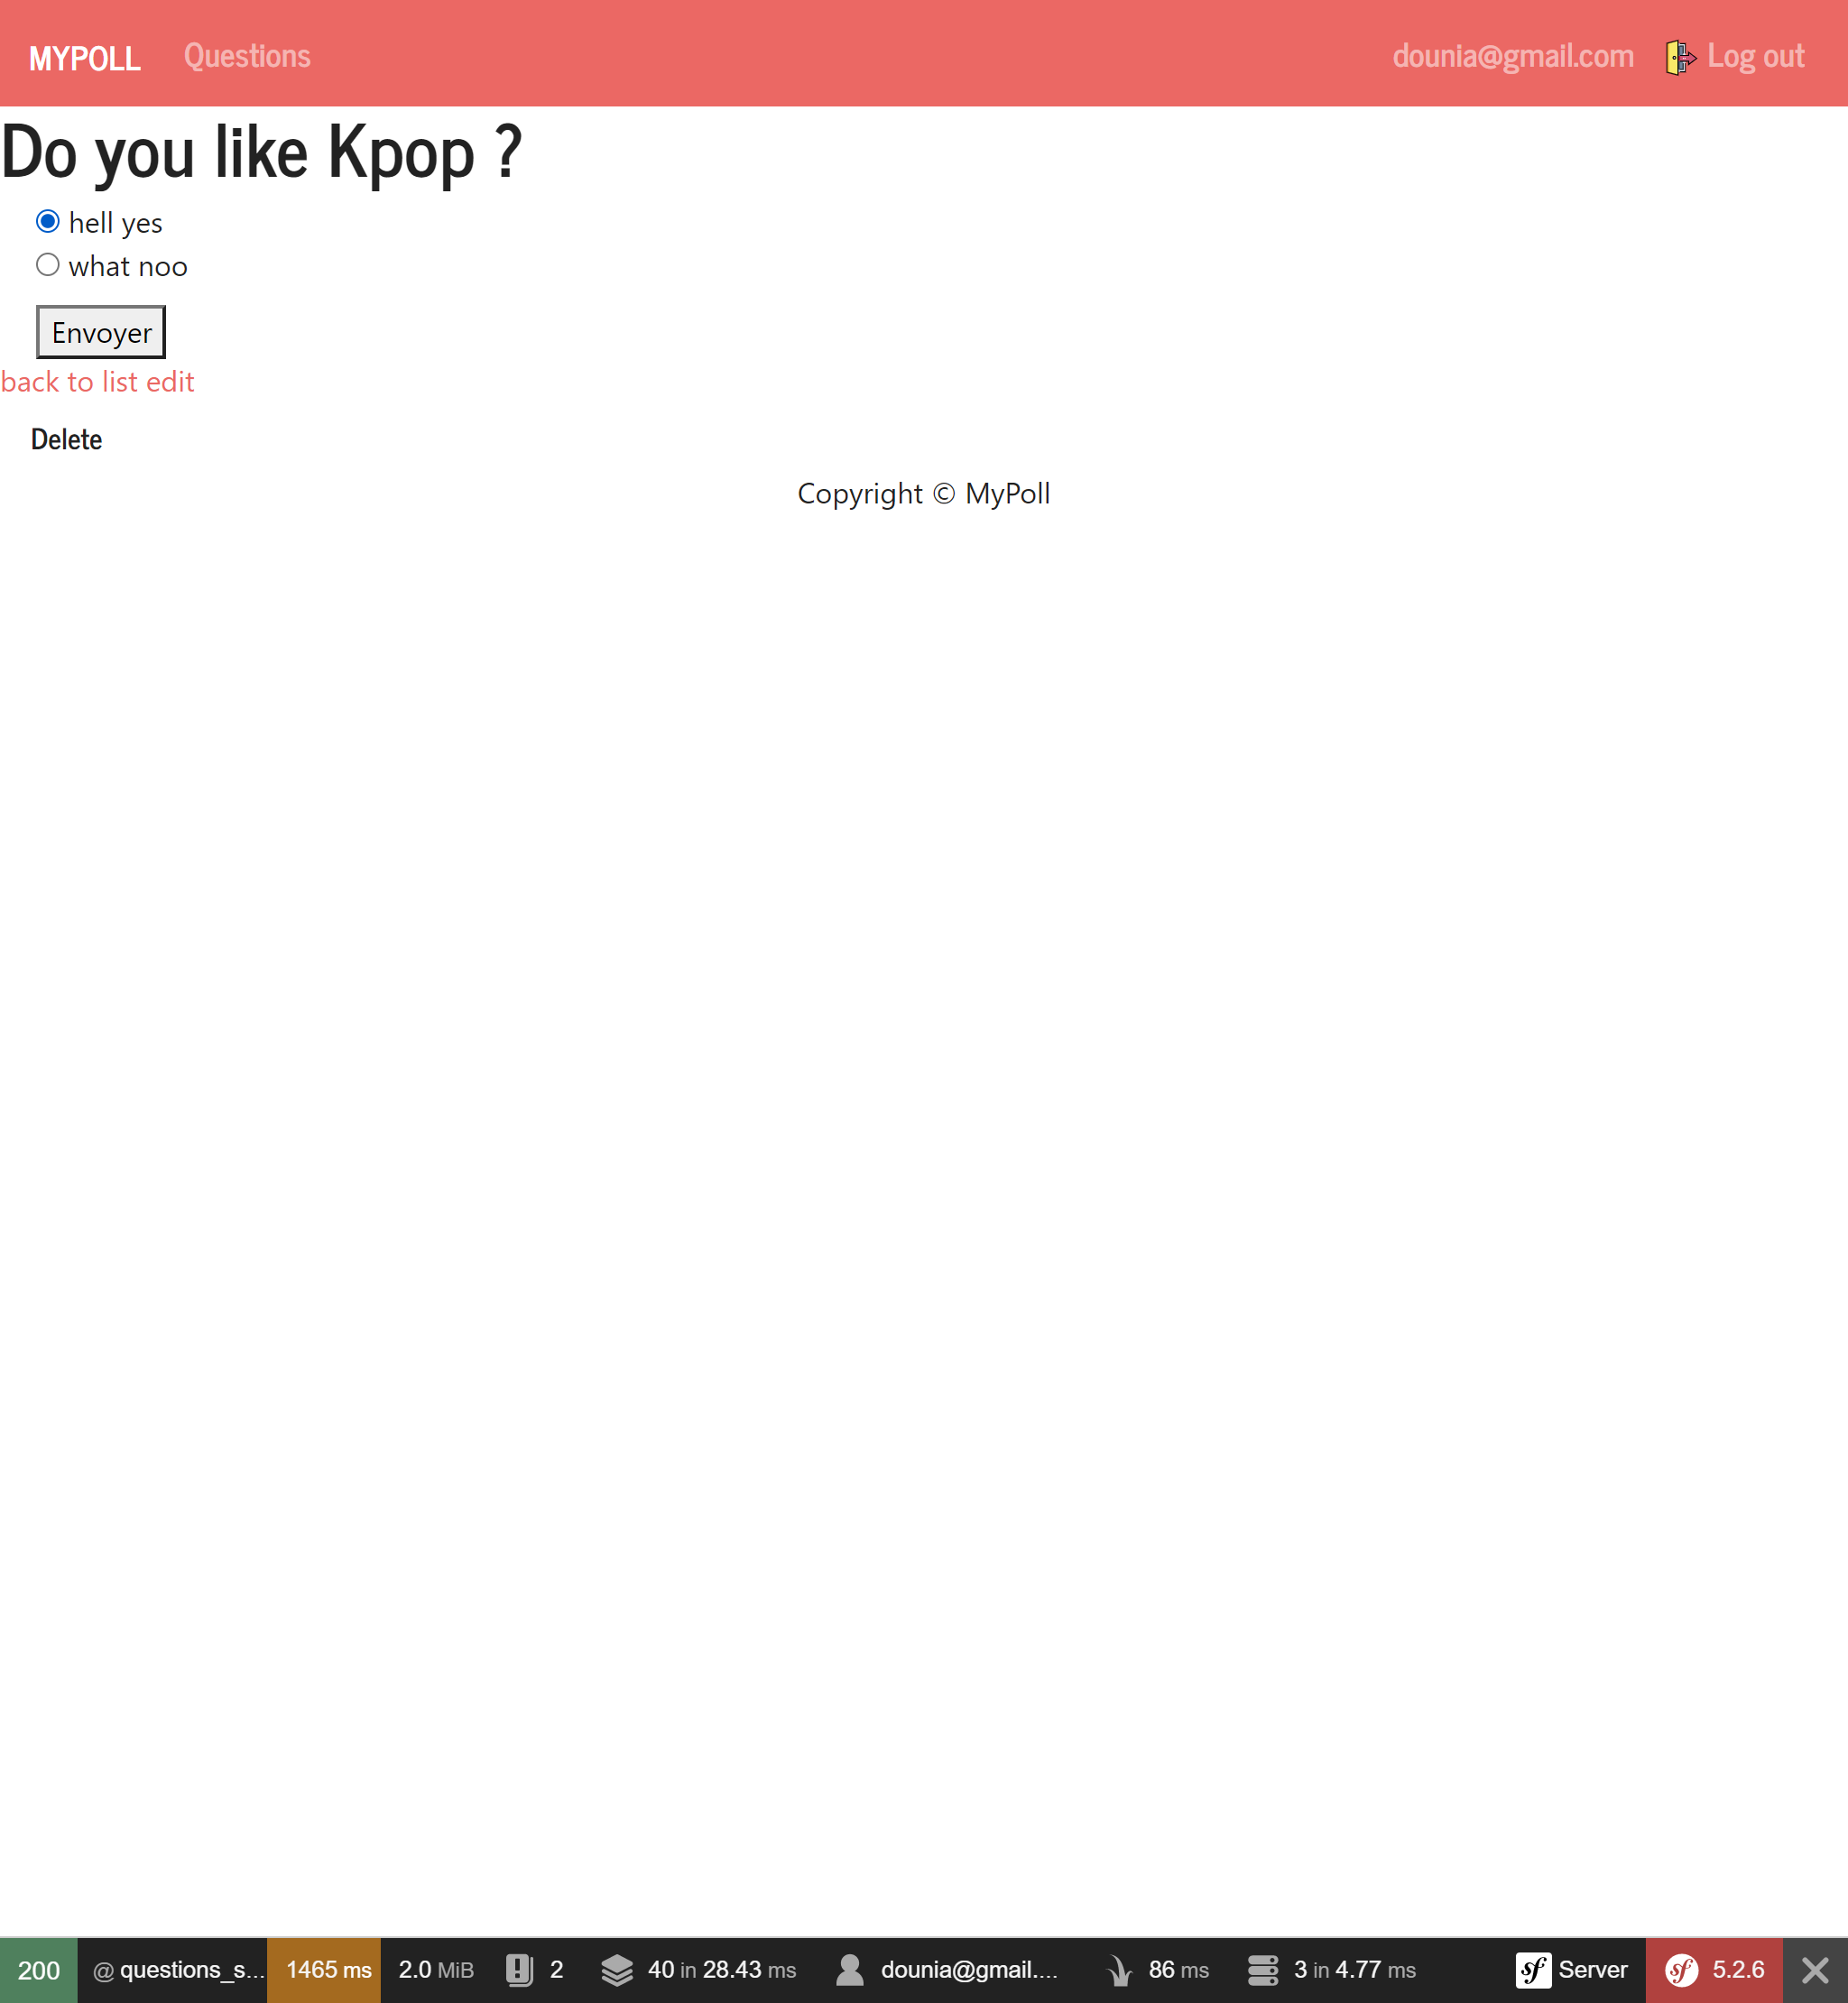 MYPOLL Questions dounia@gmail.com Log out
Do you like Kpop ?
hell yes
what noo
Envoyer
back to list edit
Delete
Copyright © MyPoll
200 @ questions_s... 1465 ms 2.0 MiB 2 40 in 28.43 ms dounia@gmail.... 86 ms 3 in 4.77 ms sf Server sf 5.2.6